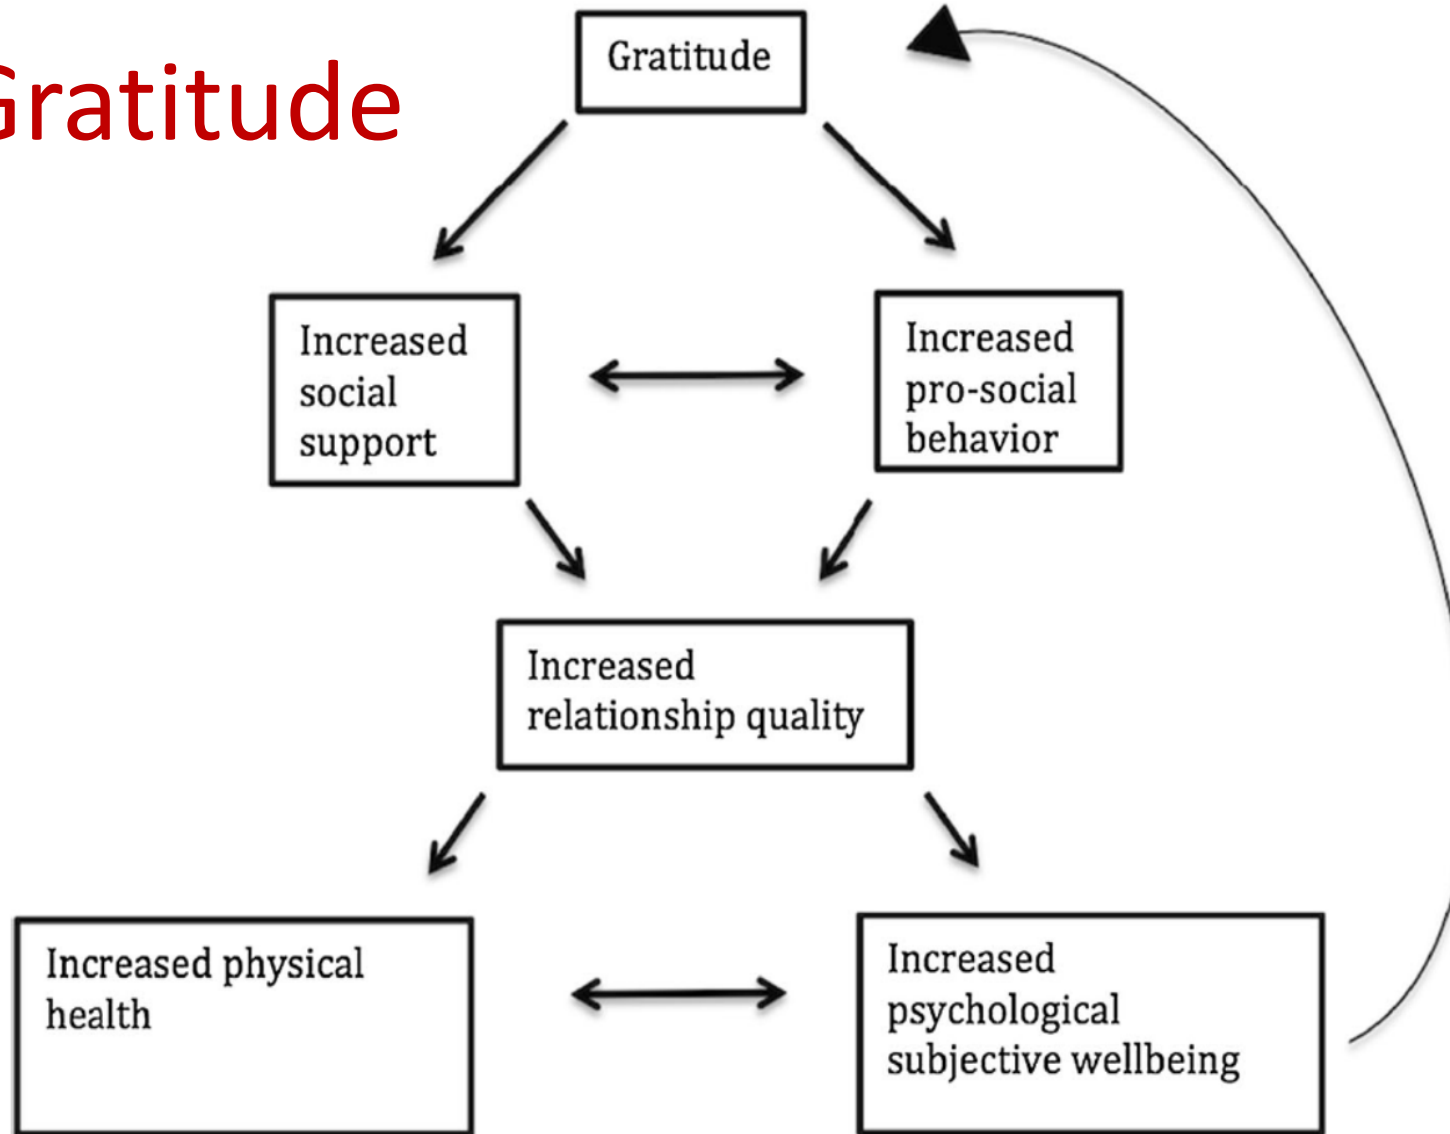 Gratitude
Gratitude
Increased
social
support
Increased
pro-social
behavior
Increased
relationship quality
Increased physical
health
Increased
psychological
subjective wellbeing